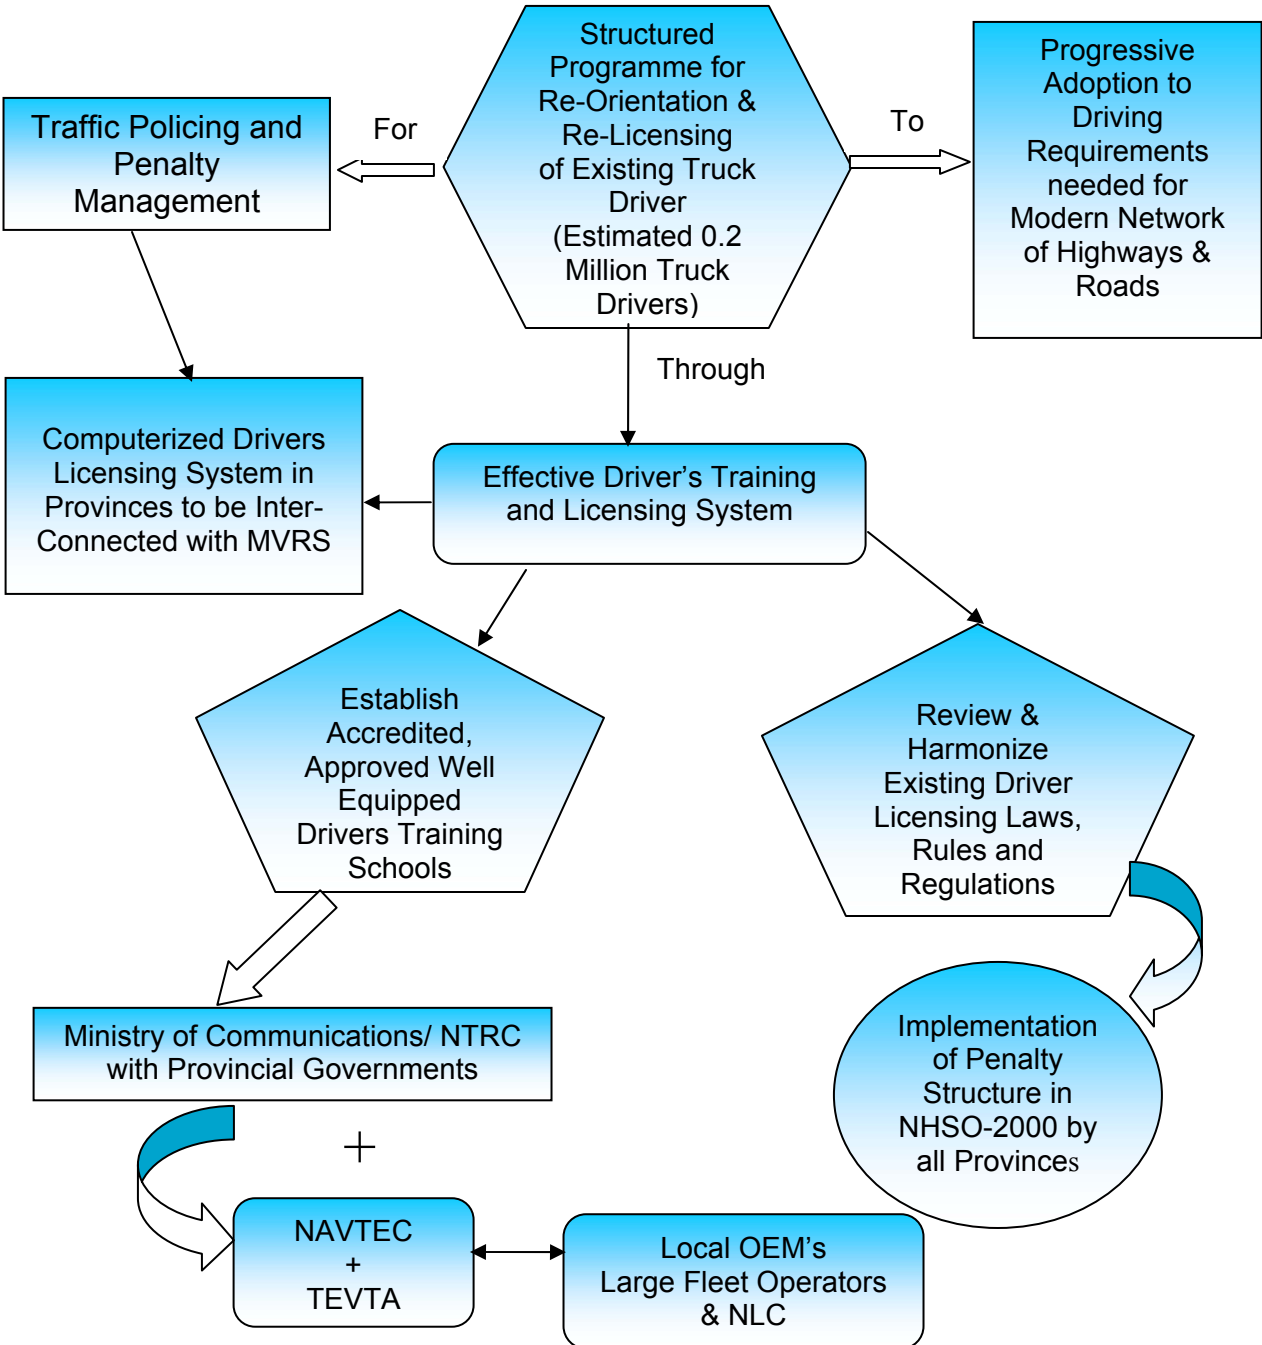 Structured
Programme for
Re-Orientation &
Re-Licensing
of Existing Truck
Driver
(Estimated 0.2
Million Truck
Drivers)
For
Traffic Policing and
Penalty
Management
To
Progressive
Adoption to
Driving
Requirements
needed for
Modern Network
of Highways &
Roads
Through
Computerized Drivers
Licensing System in
Provinces to be Inter-
Connected with MVRS
Effective Driver’s Training
and Licensing System
Establish
Accredited,
Approved Well
Equipped
Drivers Training
Schools
Review &
Harmonize
Existing Driver
Licensing Laws,
Rules and
Regulations
Ministry of Communications/ NTRC
with Provincial Governments
Implementation
of Penalty
Structure in
NHSO-2000 by
all Provinces
+
NAVTEC
+
TEVTA
Local OEM’s
Large Fleet Operators
& NLC